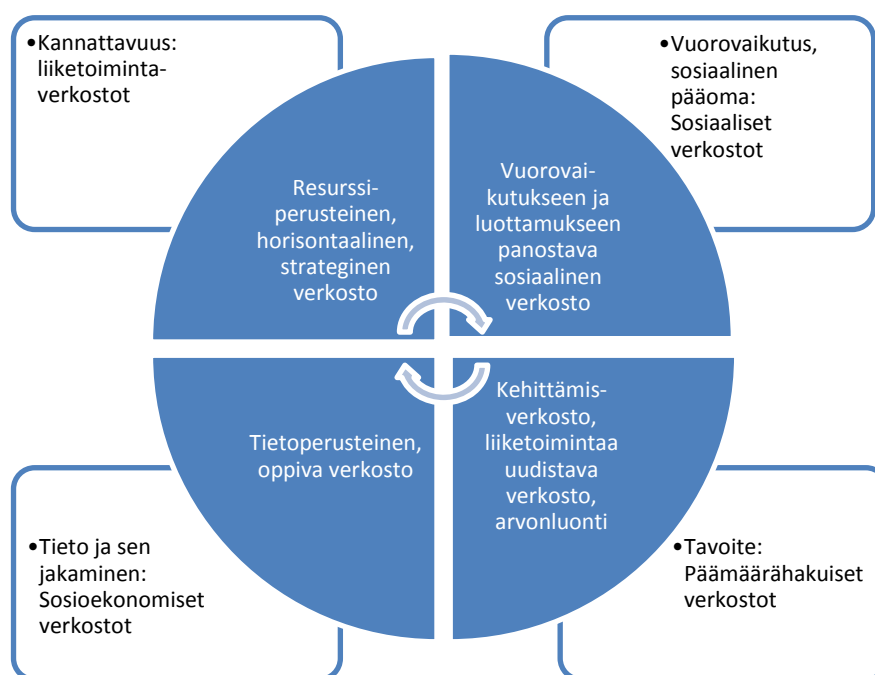 •Kannattavuus:
liiketoiminta-
verkostot
•Vuorovaikutus,
sosiaalinen
pääoma:
Sosiaaliset
verkostot
Resurssi-
perusteinen,
horisontaalinen,
strateginen
verkosto
Vuorovai-
kutukseen ja
luottamukseen
panostava
sosiaalinen
verkosto
Tietoperusteinen,
oppiva verkosto
Kehittämis-
verkosto,
liiketoimintaa
uudistava
verkosto,
arvonluonti
•Tieto ja sen
jakaminen:
Sosioekonomiset
verkostot
•Tavoite:
Päämäärähakuiset
verkostot